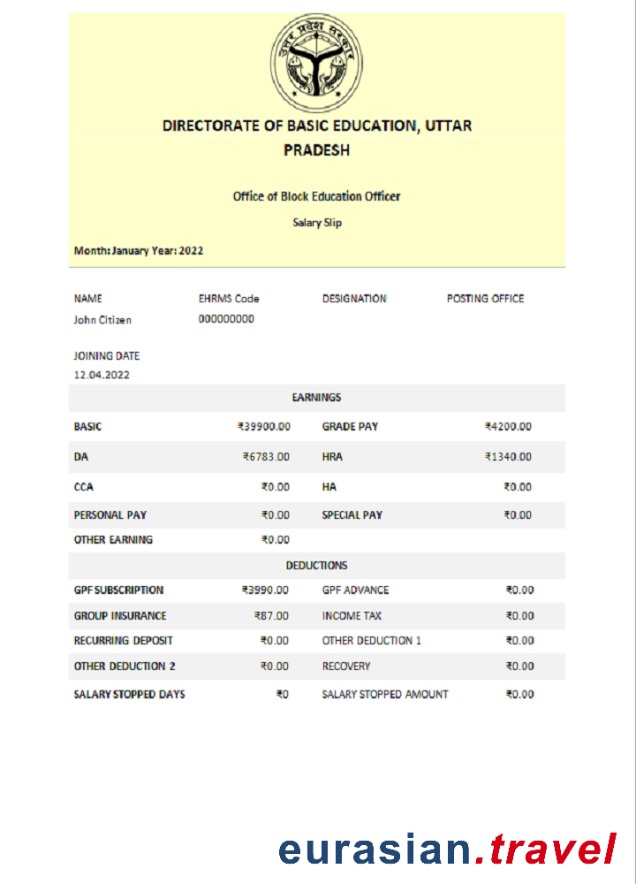 उत्तर प्रदेश सरकार
DIRECTORATE OF BASIC EDUCATION, UTTAR
PRADESH
Office of Block Education Officer
Salary Slip
Month: January Year: 2022
NAME EHRMS Code DESIGNATION POSTING OFFICE
John Citizen 000000000
JOINING DATE
12.04.2022
EARNINGS
BASIC ₹39900.00 GRADE PAY ₹4200.00
DA ₹6783.00 HRA ₹1340.00
CCA ₹0.00 HA ₹0.00
PERSONAL PAY ₹0.00 SPECIAL PAY ₹0.00
OTHER EARNING ₹0.00
DEDUCTIONS
GPF SUBSCRIPTION ₹3990.00 GPF ADVANCE ₹0.00
GROUP INSURANCE ₹87.00 INCOME TAX ₹0.00
RECURRING DEPOSIT ₹0.00 OTHER DEDUCTION 1 ₹0.00
OTHER DEDUCTION 2 ₹0.00 RECOVERY ₹0.00
SALARY STOPPED DAYS ₹0 SALARY STOPPED AMOUNT ₹0.00
eurasian.travel